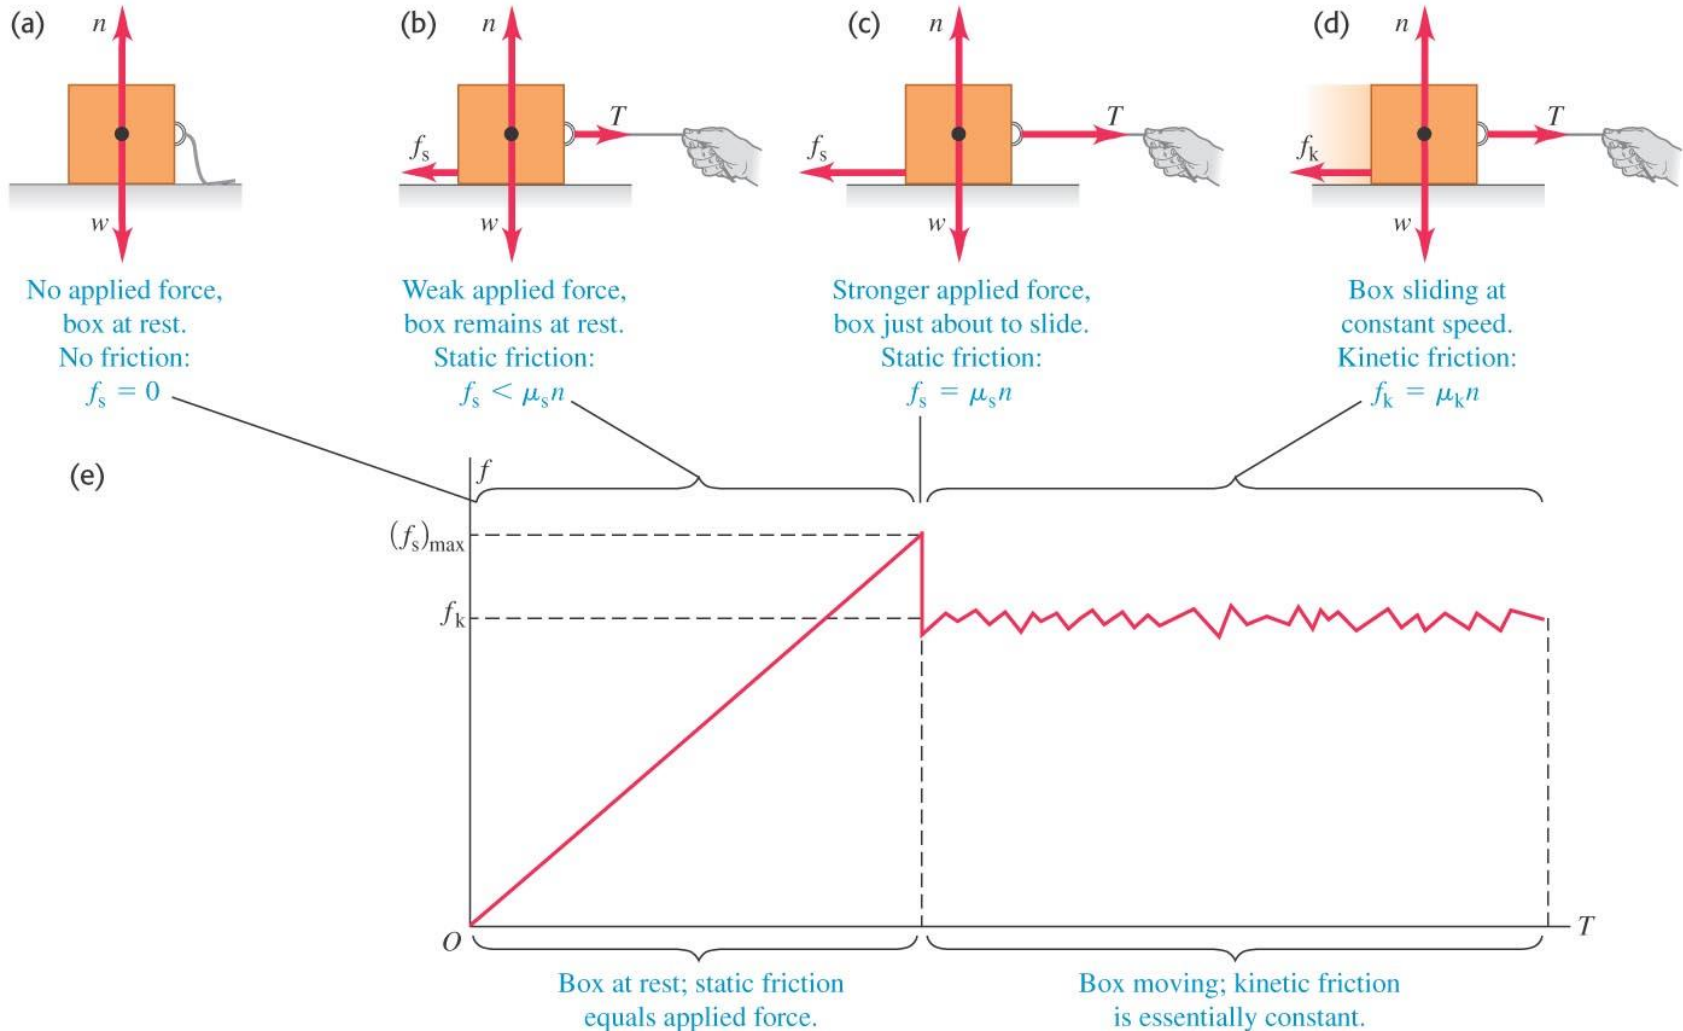 (a)
n
w
No applied force,
box at rest.
No friction:
fs = 0
(b)
n
T
fs
w
Weak applied force,
box remains at rest.
Static friction:
fs < μsn
(c)
n
T
fs
w
Stronger applied force,
box just about to slide.
Static friction:
fs = μsn
(d)
n
T
fk
w
Box sliding at
constant speed.
Kinetic friction:
fk = μkn
(e)
f
(fs)max
fk
O
T
Box at rest; static friction
equals applied force.
Box moving; kinetic friction
is essentially constant.